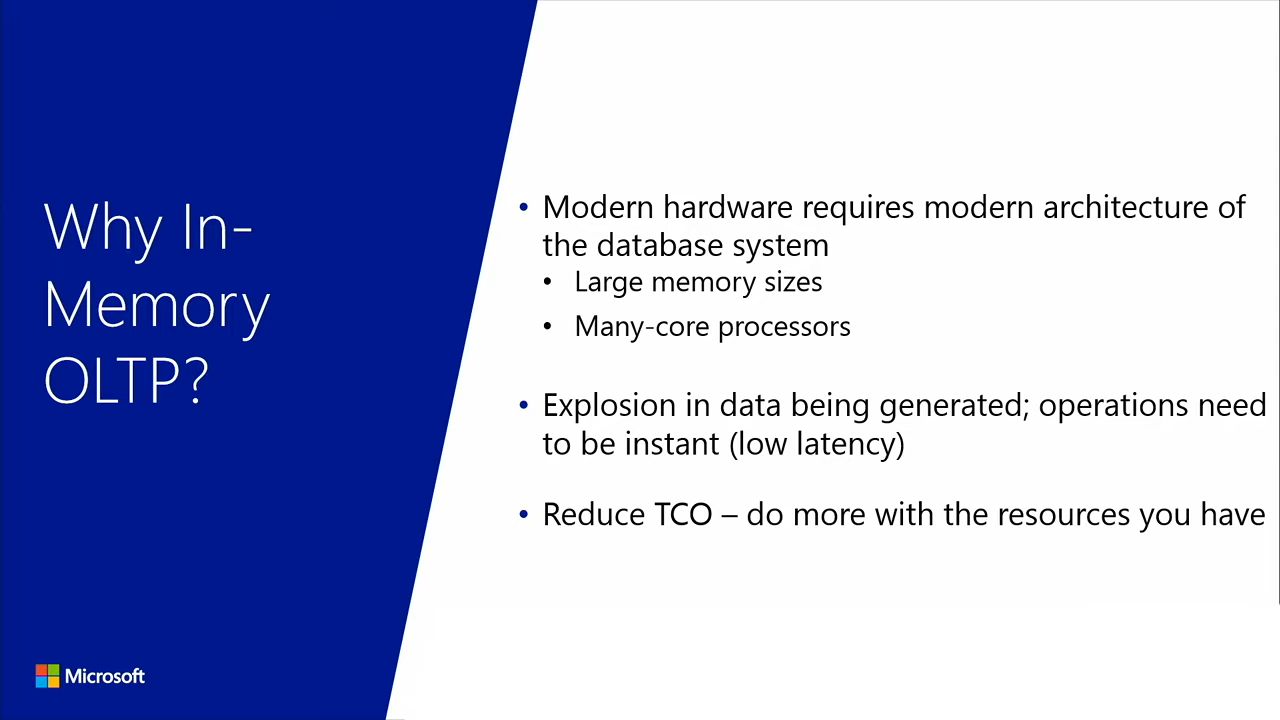 Why In-
Memory
OLTP?
• Modern hardware requires modern architecture of
the database system
• Large memory sizes
• Many-core processors
• Explosion in data being generated; operations need
to be instant (low latency)
• Reduce TCO – do more with the resources you have
Microsoft